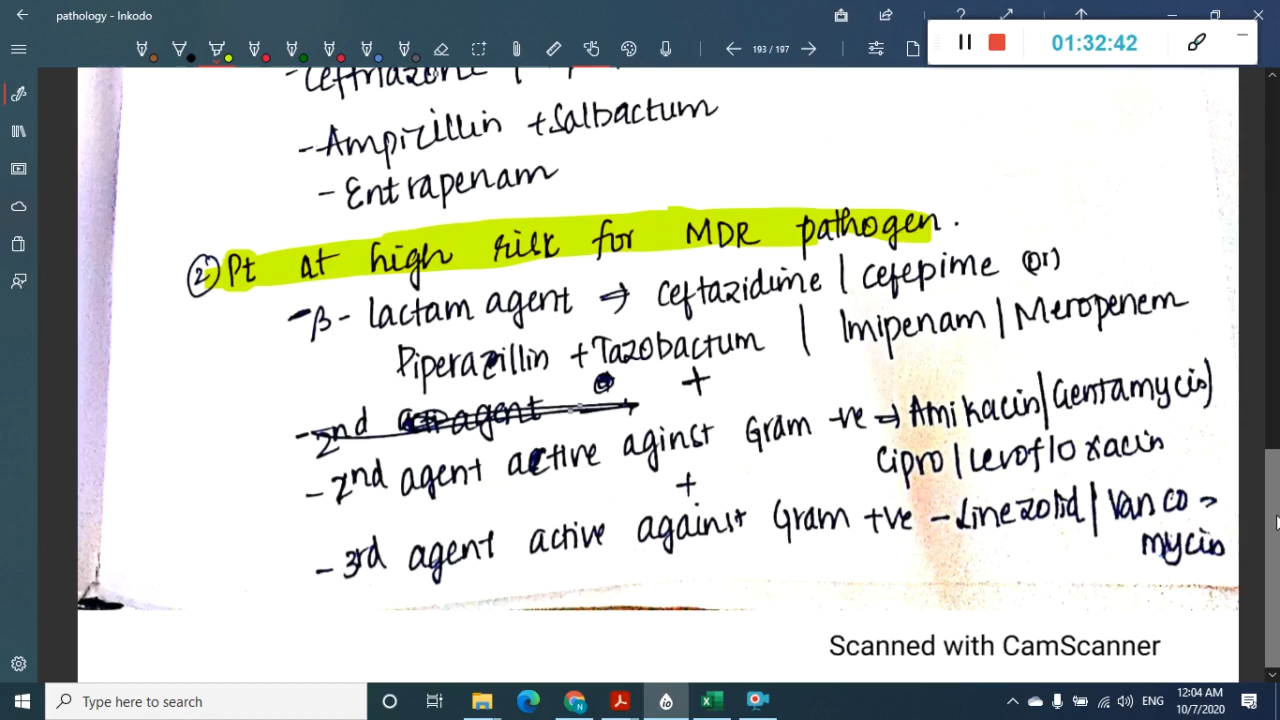 pathology - Inkodo
193 / 197
01:32:42
- Ceftriazone |
- Ampizillin + Salbactum
- Entrapenam
② Pt at high risk for MDR pathogen.
- β - lactam agent ⇒ ceftazidime | cefepime (or)
Piperazillin + Tazobactum | Imipenam | Meropenem
+
- 2nd agent
- 2nd agent active aginst Gram -ve ⇒ Amikacin | Gentamycin)
Cipro | Levofloxacin
+
- 3rd agent active against Gram +ve - Linezolid | Vanco -
mycin
Scanned with CamScanner
Type here to search
ENG
12:04 AM
10/7/2020